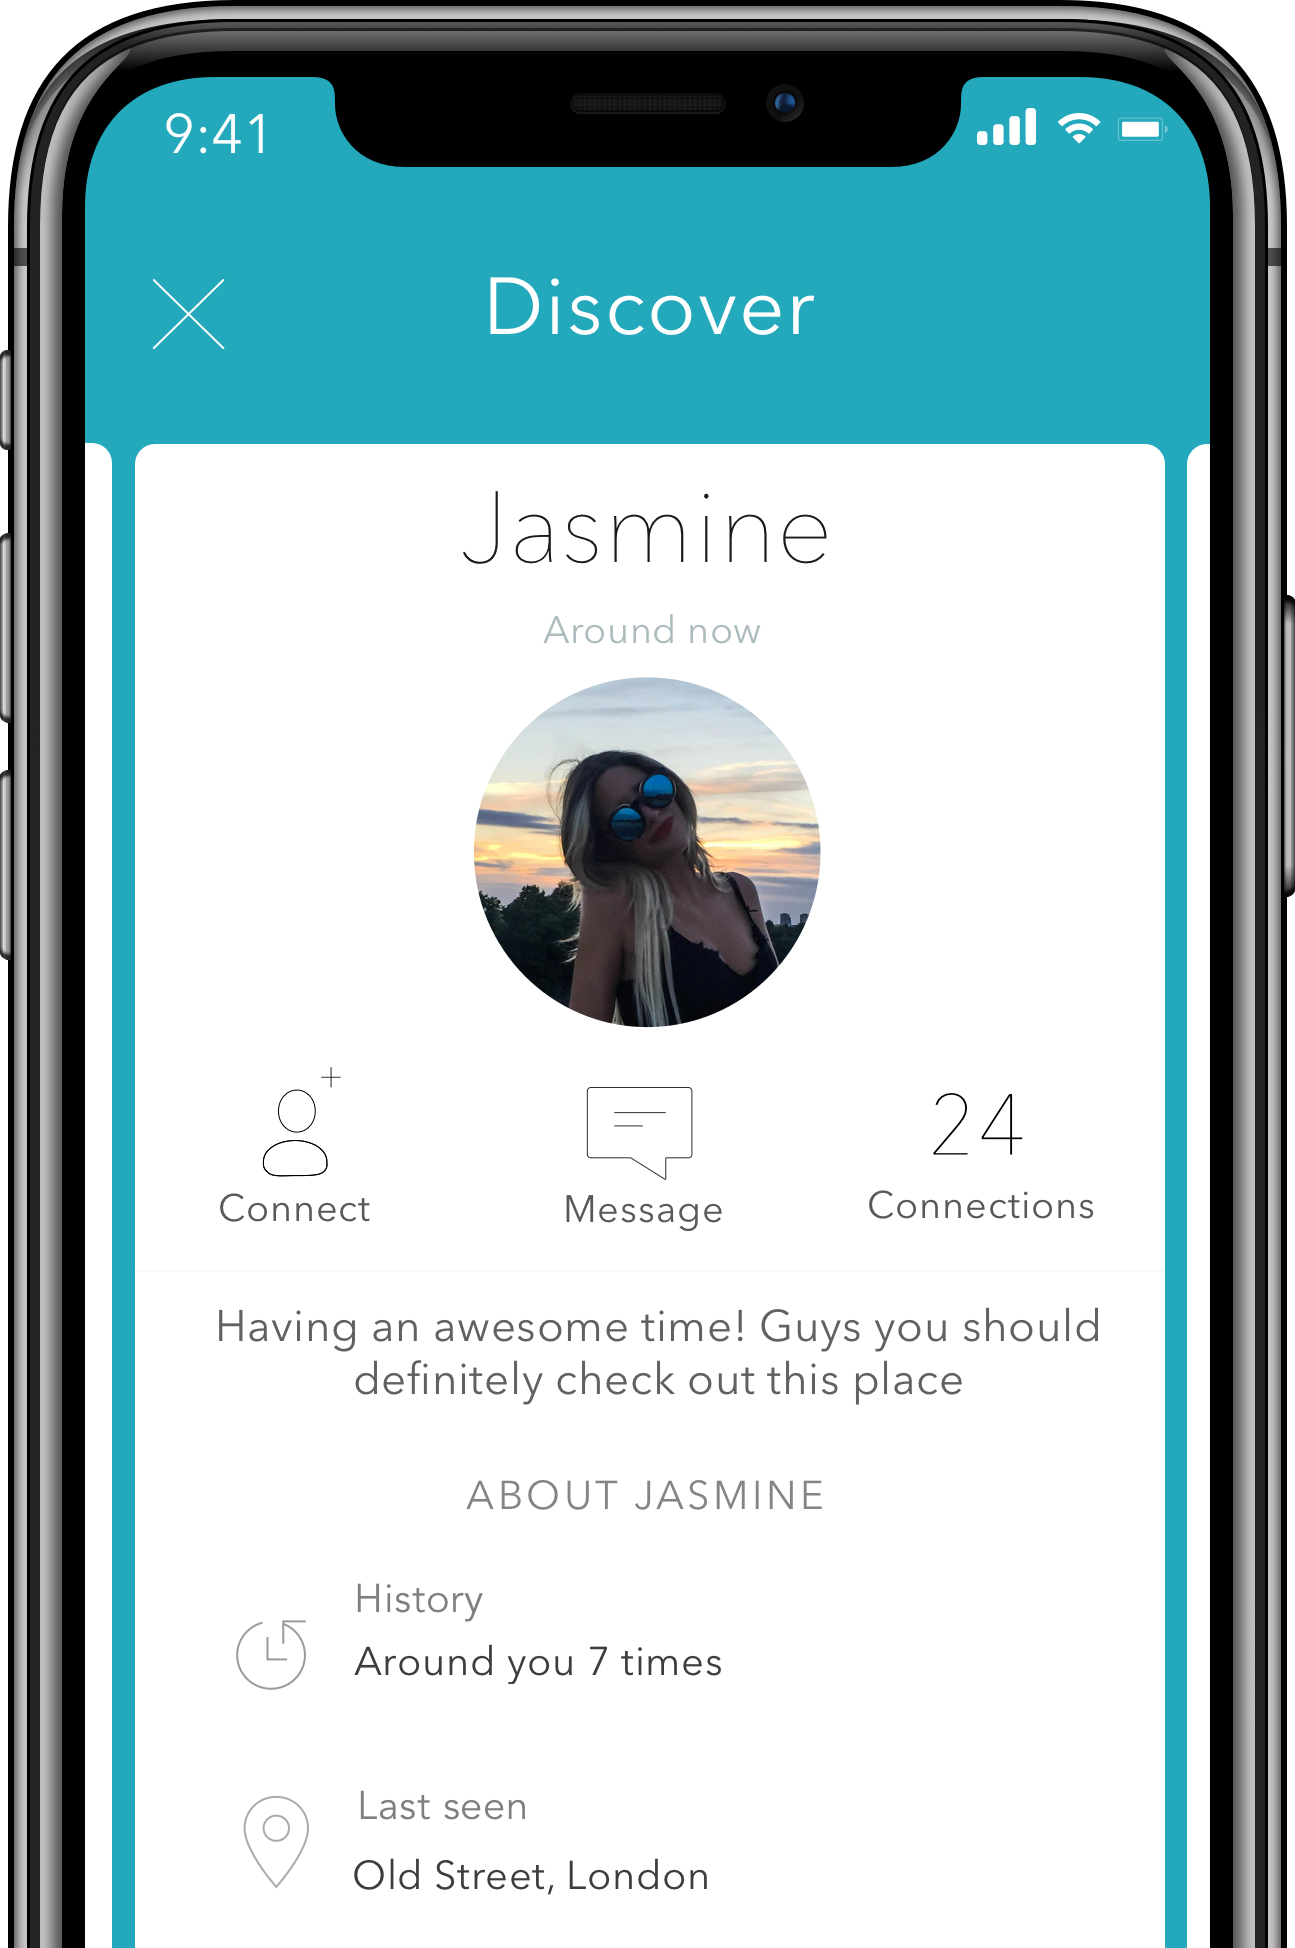 9:41
Discover
Jasmine
Around now
Connect
Message
24
Connections
Having an awesome time! Guys you should
definitely check out this place
ABOUT JASMINE
History
Around you 7 times
Last seen
Old Street, London